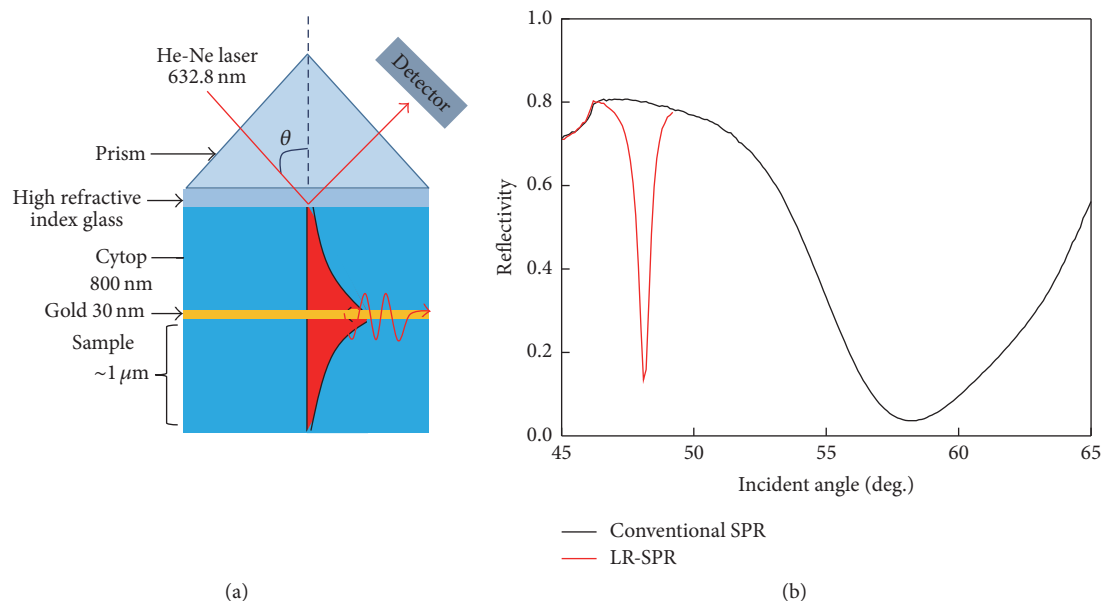 He-Ne laser
632.8 nm
Detector
θ
Prism
High refractive
index glass
Cytop
800 nm
Gold 30 nm
Sample
~1 μm
(a)
1.0
0.8
0.6
0.4
0.2
0.0
Reflectivity
45
50
55
60
65
Incident angle (deg.)
Conventional SPR
LR-SPR
(b)